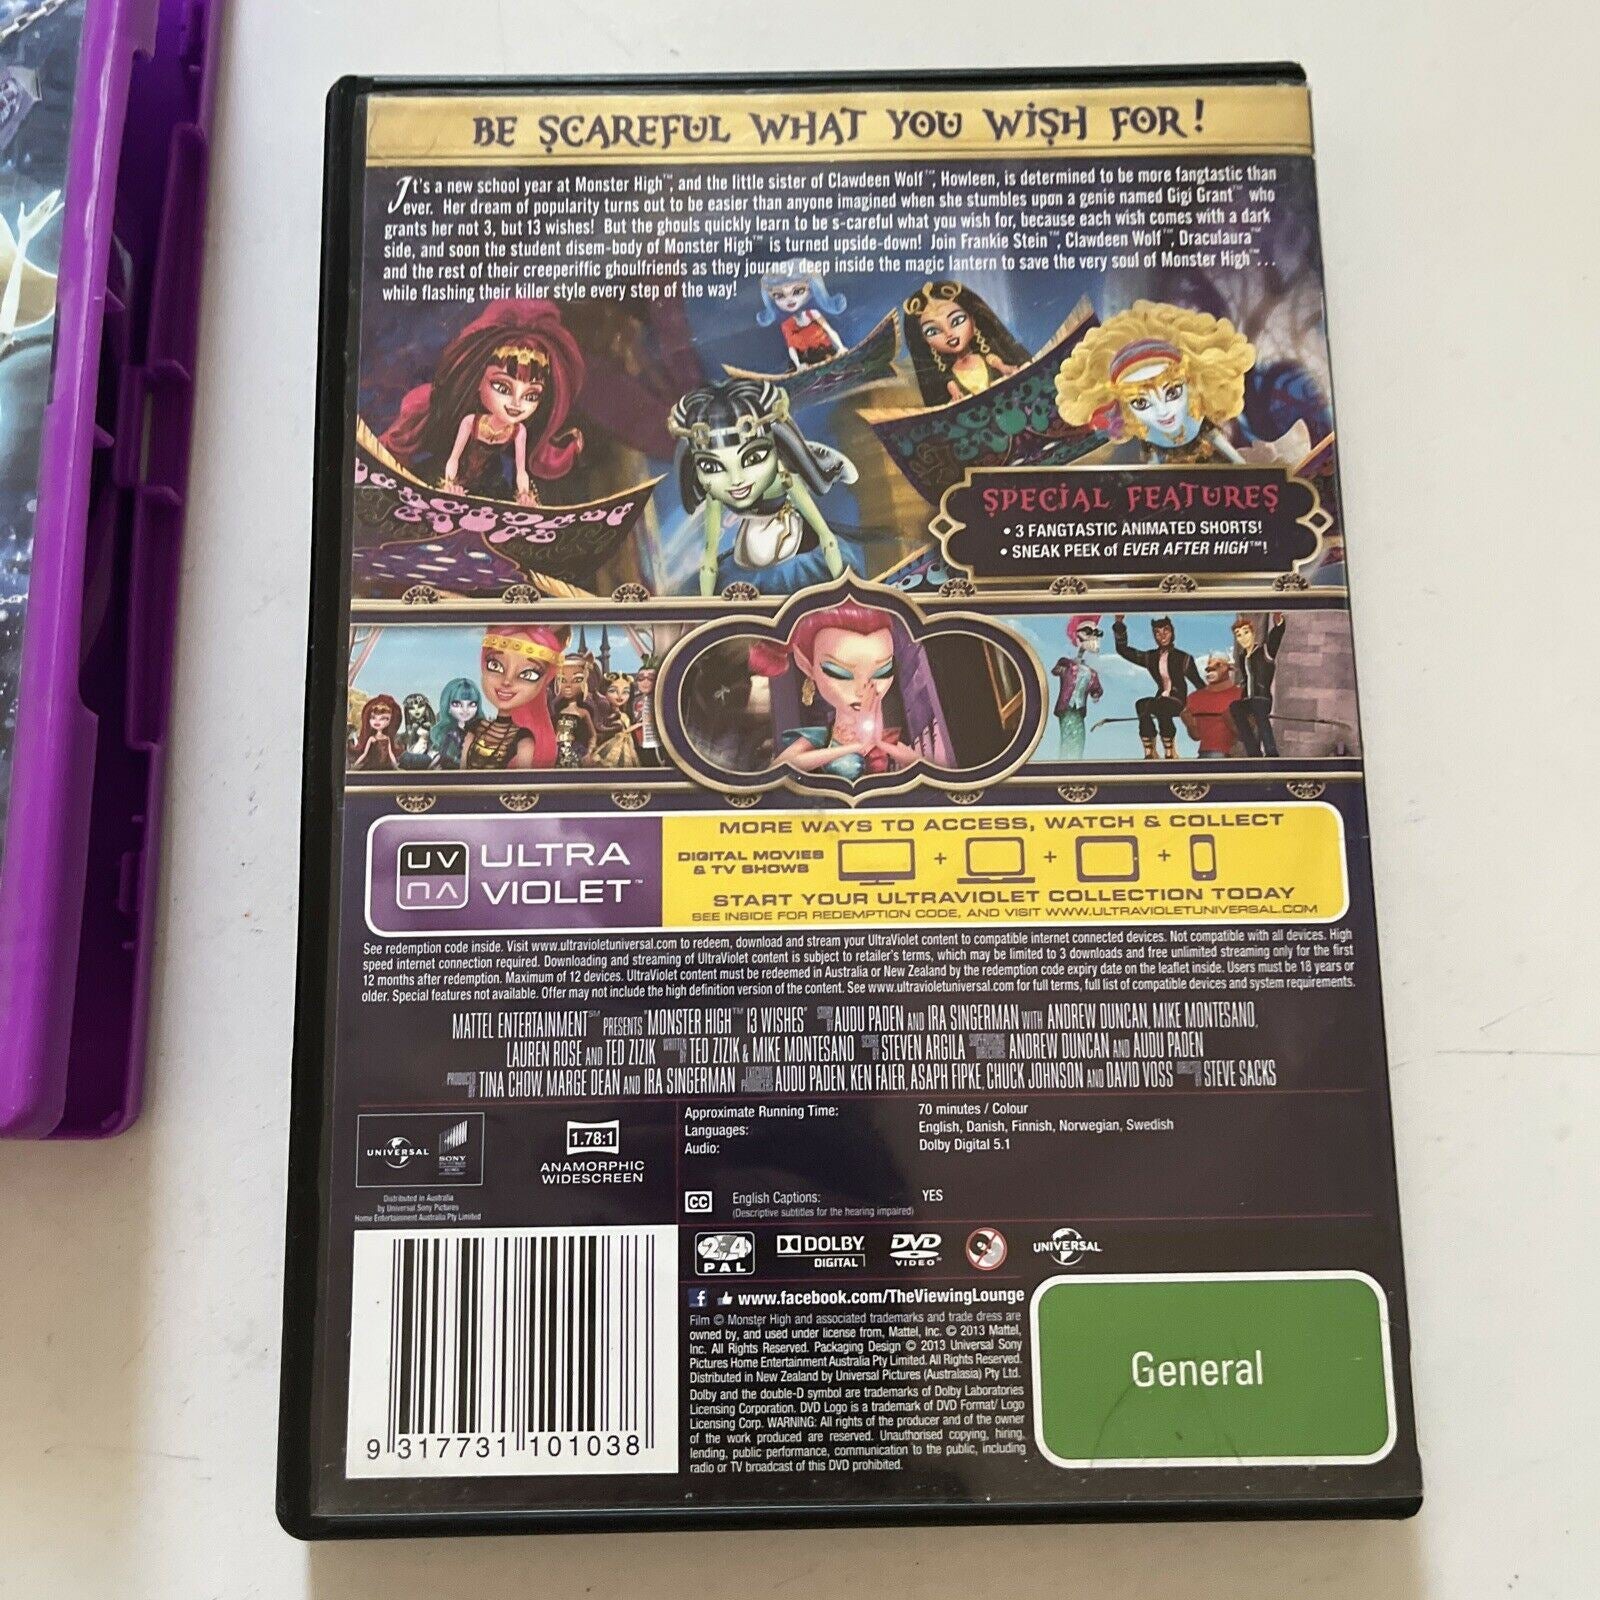 BE SCAREFUL WHAT YOU WISH FOR!
It's a new school year at Monster High™, and the little sister of Clawdeen Wolf™, Howleen, is determined to be more fangtastic than
ever. Her dream of popularity turns out to be easier than anyone imagined when she stumbles upon a genie named Gigi Grant™ who
grants her not 3, but 13 wishes! But the ghouls quickly learn to be s-careful what you wish for, because each wish comes with a dark
side, and soon the student disem-body of Monster High™ is turned upside-down! Join Frankie Stein™, Clawdeen Wolf™, Draculaura™
and the rest of their creeperiffic ghoulfriends as they journey deep inside the magic lantern to save the very soul of Monster High™...
while flashing their killer style every step of the way!
SPECIAL FEATURES
• 3 FANGTASTIC ANIMATED SHORTS!
• SNEAK PEEK of EVER AFTER HIGH™!
UV
ULTRA
VIOLET™
MORE WAYS TO ACCESS, WATCH & COLLECT
DIGITAL MOVIES
& TV SHOWS
+ + +
START YOUR ULTRAVIOLET COLLECTION TODAY
SEE INSIDE FOR REDEMPTION CODE, AND VISIT WWW.ULTRAVIOLETUNIVERSAL.COM
See redemption code inside. Visit www.ultravioletuniversal.com to redeem, download and stream your UltraViolet content to compatible internet connected devices. Not compatible with all devices. High
speed internet connection required. Downloading and streaming of UltraViolet content is subject to retailer's terms, which may be limited to 3 downloads and free unlimited streaming only for the first
12 months after redemption. Maximum of 12 devices. UltraViolet content must be redeemed in Australia or New Zealand by the redemption code expiry date on the leaflet inside. Users must be 18 years or
older. Special features not available. Offer may not include the high definition version of the content. See www.ultravioletuniversal.com for full terms, full list of compatible devices and system requirements.
MATTEL ENTERTAINMENT℠ PRESENTS "MONSTER HIGH™ 13 WISHES" STORY BY AUDU PADEN AND IRA SINGERMAN WITH ANDREW DUNCAN, MIKE MONTESANO,
LAUREN ROSE AND TED ZIZIK WRITTEN BY TED ZIZIK & MIKE MONTESANO SCORE BY STEVEN ARGILA SUPERVISING DIRECTORS ANDREW DUNCAN AND AUDU PADEN
PRODUCED BY TINA CHOW, MARGE DEAN AND IRA SINGERMAN EXECUTIVE PRODUCERS AUDU PADEN, KEN FAIER, ASAPH FIPKE, CHUCK JOHNSON AND DAVID VOSS DIRECTED BY STEVE SACKS
UNIVERSAL
SONY
Distributed in Australia
by Universal Sony Pictures
Home Entertainment Australia Pty Limited
1.78:1
ANAMORPHIC
WIDESCREEN
Approximate Running Time: 70 minutes / Colour
Languages: English, Danish, Finnish, Norwegian, Swedish
Audio: Dolby Digital 5.1
CC English Captions: YES
(Descriptive subtitles for the hearing impaired)
2,4
PAL
DOLBY
DIGITAL
DVD
VIDEO™
UNIVERSAL
f www.facebook.com/TheViewingLounge
Film © Monster High and associated trademarks and trade dress are
owned by, and used under license from, Mattel, Inc. © 2013 Mattel,
Inc. All Rights Reserved. Packaging Design © 2013 Universal Sony
Pictures Home Entertainment Australia Pty Limited. All Rights Reserved.
Distributed in New Zealand by Universal Pictures (Australasia) Pty Ltd.
Dolby and the double-D symbol are trademarks of Dolby Laboratories
Licensing Corporation. DVD Logo is a trademark of DVD Format/ Logo
Licensing Corp. WARNING: All rights of the producer and of the owner
of the work produced are reserved. Unauthorised copying, hiring,
lending, public performance, communication to the public, including
radio or TV broadcast of this DVD prohibited.
General
9 317731 101038